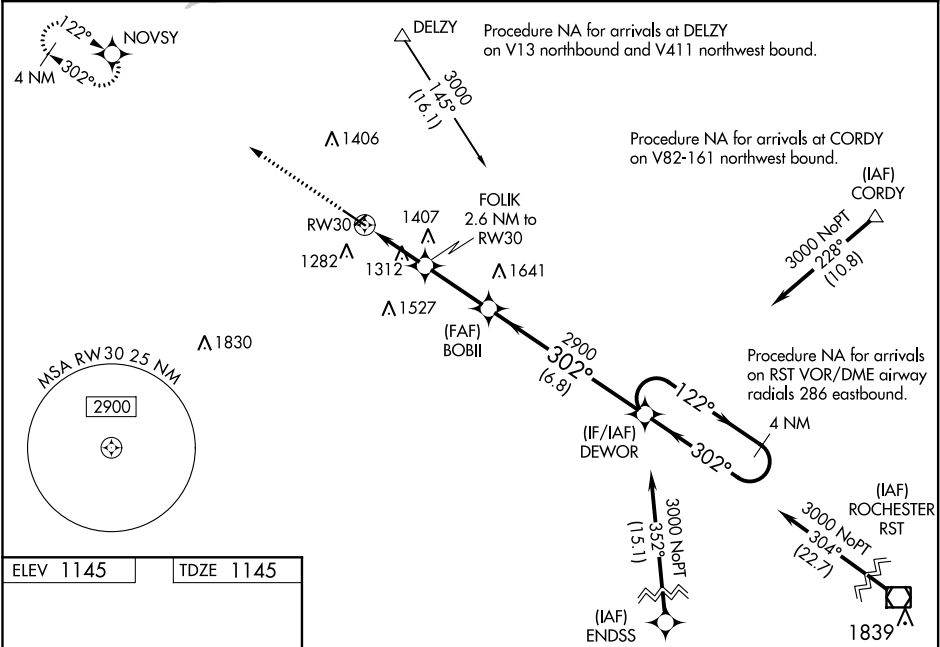 122°
NOVSY
4 NM
302°
DELZY
3000
145°
(16.1)
Procedure NA for arrivals at DELZY
on V13 northbound and V411 northwest bound.
1406
Procedure NA for arrivals at CORDY
on V82-161 northwest bound.
(IAF)
CORDY
3000 NoPT
228°
(10.8)
FOLIK
2.6 NM to
RW30
RW30
1407
1282
1312
1641
1527
(FAF)
BOBII
1830
2900
302°
(6.8)
MSA RW30 25 NM
2900
Procedure NA for arrivals
on RST VOR/DME airway
radials 286 eastbound.
122°
4 NM
302°
(IF/IAF)
DEWOR
3000 NoPT
352°
(15.1)
(IAF)
ENDSS
(IAF)
ROCHESTER
RST
3000 NoPT
304°
(22.7)
1839
ELEV 1145
TDZE 1145